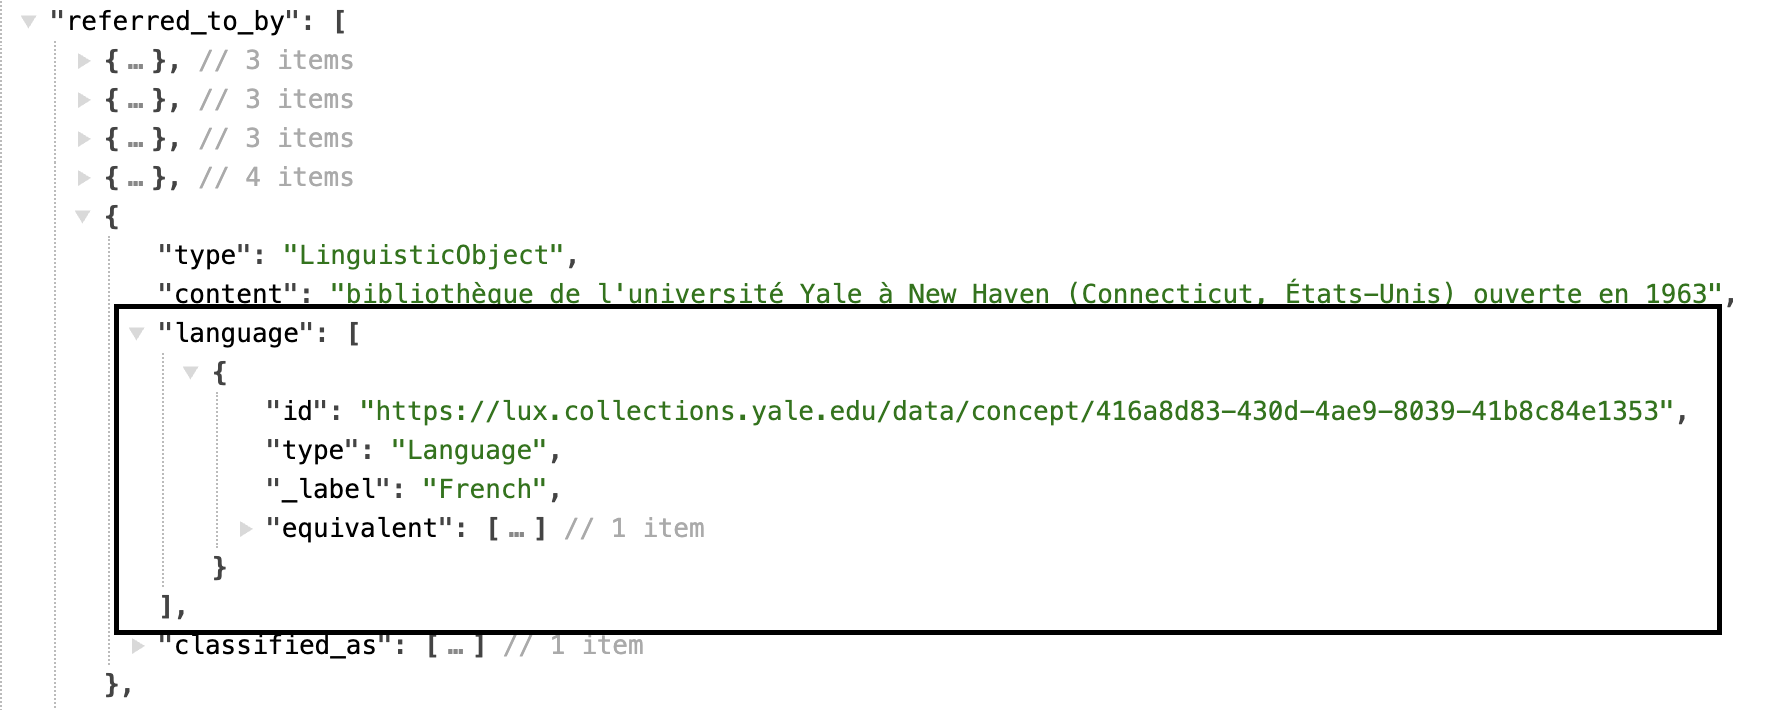 "referred_to_by": [
{…}, // 3 items
{…}, // 3 items
{…}, // 3 items
{…}, // 4 items
{
"type": "LinguisticObject",
"content": "bibliothèque de l'université Yale à New Haven (Connecticut, États-Unis) ouverte en 1963",
"language": [
{
"id": "https://lux.collections.yale.edu/data/concept/416a8d83-430d-4ae9-8039-41b8c84e1353",
"type": "Language",
"_label": "French",
"equivalent": […] // 1 item
}
],
"classified_as": […] // 1 item
},